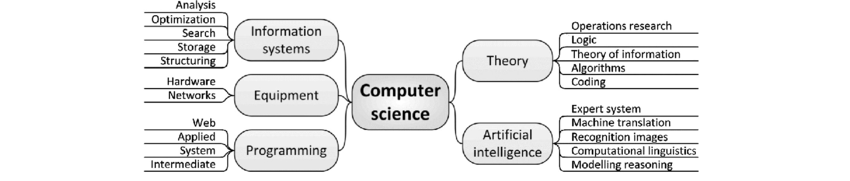 Analysis
Optimization
Search
Storage
Structuring
Information
systems
Hardware
Networks
Equipment
Web
Applied
System
Intermediate
Programming
Computer
science
Theory
Operations research
Logic
Theory of information
Algorithms
Coding
Artificial
intelligence
Expert system
Machine translation
Recognition images
Computational linguistics
Modelling reasoning